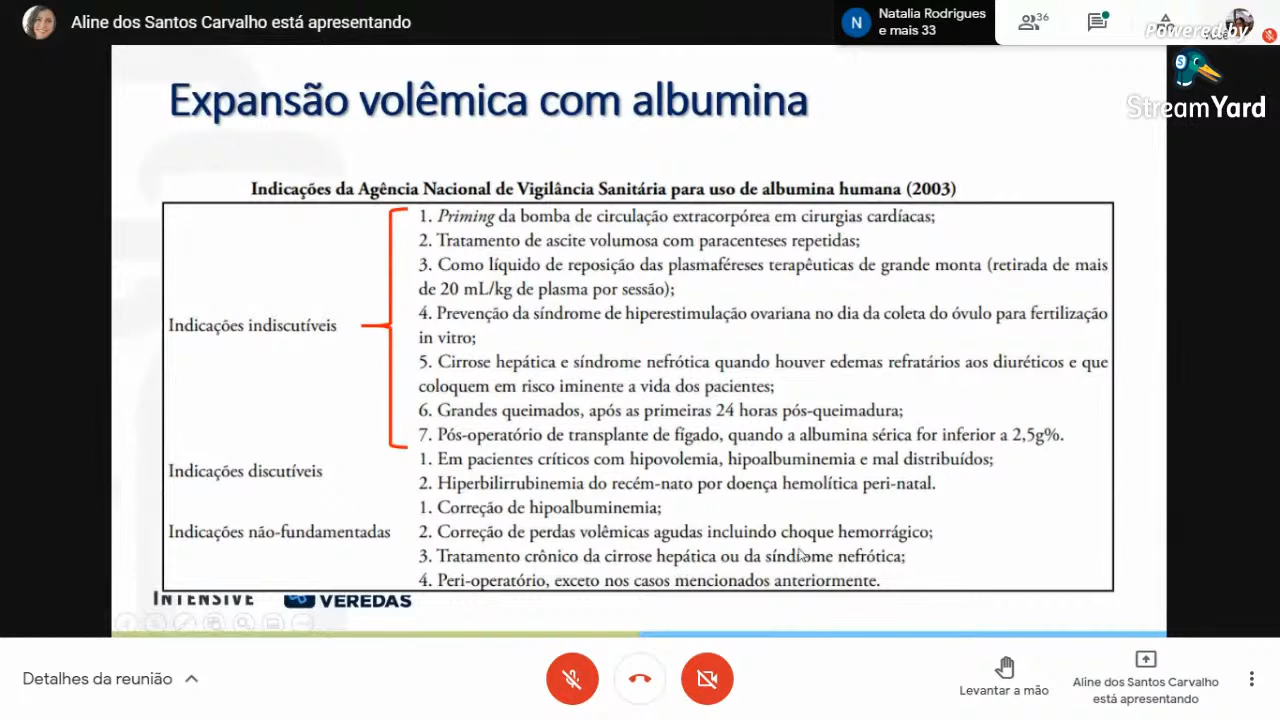 Aline dos Santos Carvalho está apresentando
N
Natalia Rodrigues
e mais 33
36
Powered by
StreamYard
Expansão volêmica com albumina
Indicações da Agência Nacional de Vigilância Sanitária para uso de albumina humana (2003)
Indicações indiscutíveis
1. Priming da bomba de circulação extracorpórea em cirurgias cardíacas;
2. Tratamento de ascite volumosa com paracenteses repetidas;
3. Como líquido de reposição das plasmaféreses terapêuticas de grande monta (retirada de mais
de 20 mL/kg de plasma por sessão);
4. Prevenção da síndrome de hiperestimulação ovariana no dia da coleta do óvulo para fertilização
in vitro;
5. Cirrose hepática e síndrome nefrótica quando houver edemas refratários aos diuréticos e que
coloquem em risco iminente a vida dos pacientes;
6. Grandes queimados, após as primeiras 24 horas pós-queimadura;
7. Pós-operatório de transplante de fígado, quando a albumina sérica for inferior a 2,5g%.
Indicações discutíveis
1. Em pacientes críticos com hipovolemia, hipoalbuminemia e mal distribuídos;
2. Hiperbilirrubinemia do recém-nato por doença hemolítica peri-natal.
Indicações não-fundamentadas
1. Correção de hipoalbuminemia;
2. Correção de perdas volêmicas agudas incluindo choque hemorrágico;
3. Tratamento crônico da cirrose hepática ou da síndrome nefrótica;
4. Peri-operatório, exceto nos casos mencionados anteriormente.
INTENSIVE
VEREDAS
Detalhes da reunião
Levantar a mão
Aline dos Santos Carvalho
está apresentando